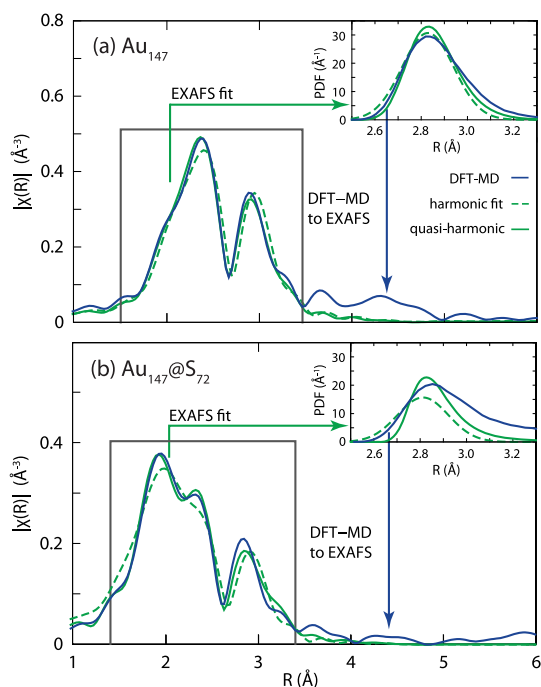 (a) Au147
EXAFS fit
0.8
0.6
0.4
0.2
0
|χ(R)| (Å-3)
PDF (Å-1)
30
20
10
0
2.6 2.8 3.0 3.2
R (Å)
DFT–MD
to EXAFS
DFT-MD
harmonic fit
quasi-harmonic
(b) Au147@S72
EXAFS fit
0.4
0.2
0
|χ(R)| (Å-3)
PDF (Å-1)
30
20
10
0
2.6 2.8 3.0 3.2
R (Å)
DFT–MD
to EXAFS
1 2 3 4 5 6
R (Å)